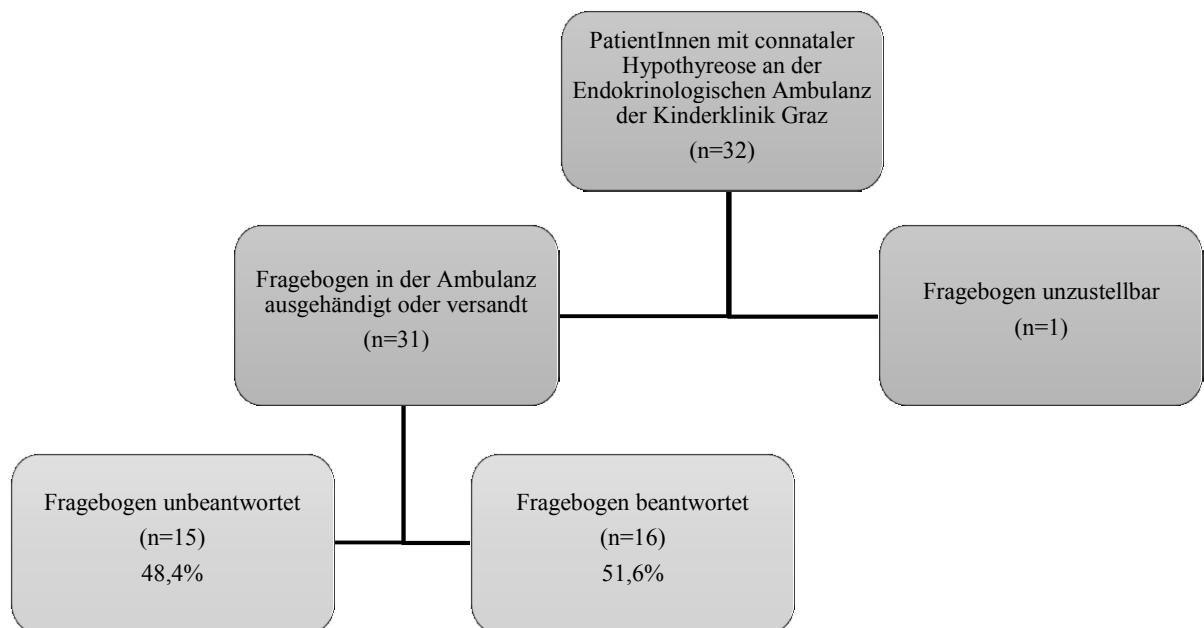 PatientInnen mit connataler
Hypothyreose an der
Endokrinologischen Ambulanz
der Kinderklinik Graz
(n=32)
Fragebogen in der Ambulanz
ausgehändigt oder versandt
(n=31)
Fragebogen unzustellbar
(n=1)
Fragebogen unbeantwortet
(n=15)
48,4%
Fragebogen beantwortet
(n=16)
51,6%